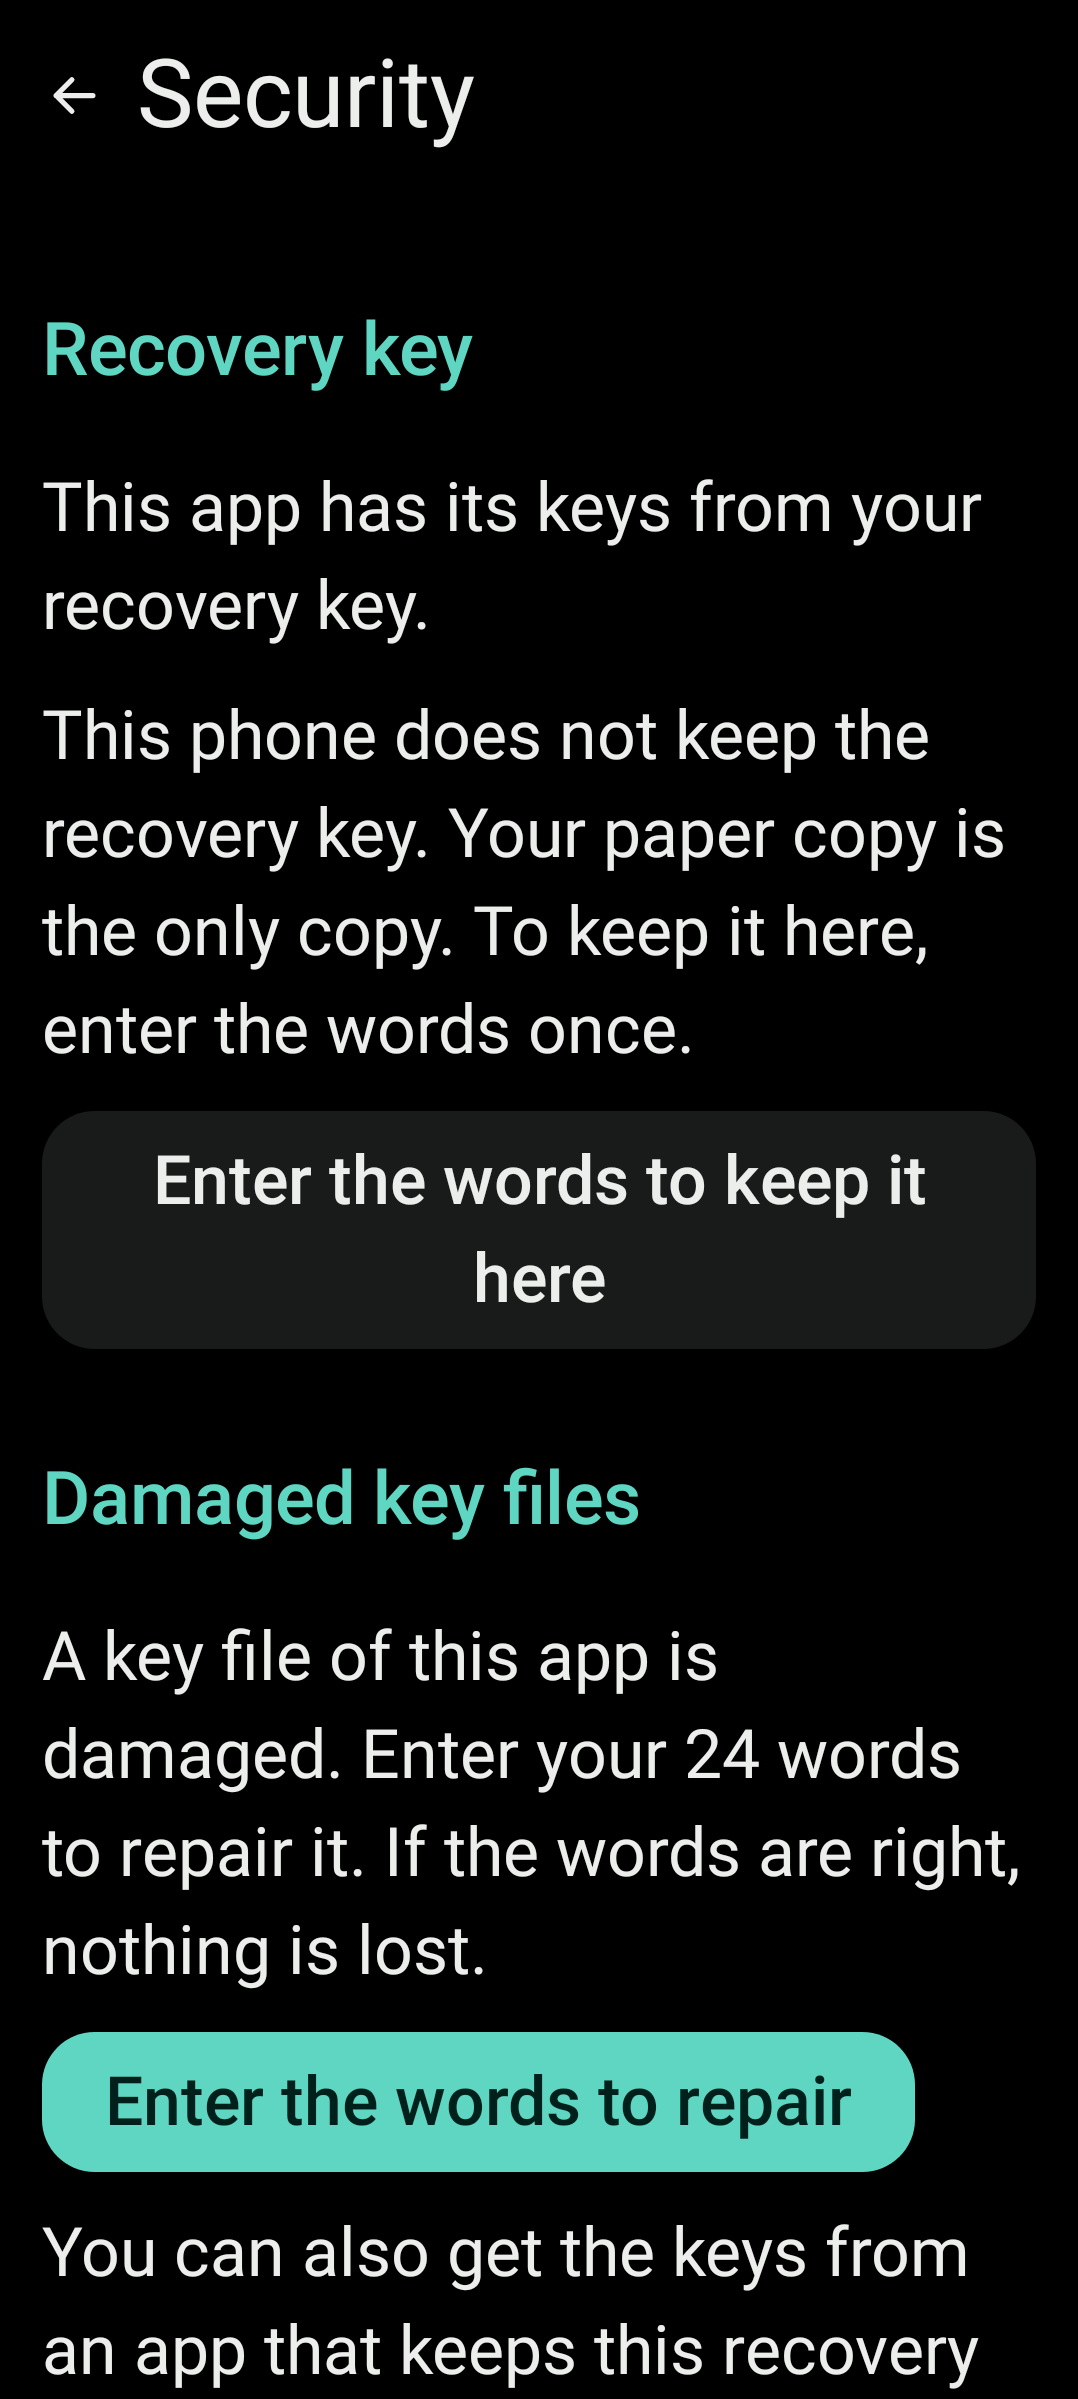 Security
Recovery key
This app has its keys from your
recovery key.
This phone does not keep the
recovery key. Your paper copy is
the only copy. To keep it here,
enter the words once.
Enter the words to keep it
here
Damaged key files
A key file of this app is
damaged. Enter your 24 words
to repair it. If the words are right,
nothing is lost.
Enter the words to repair
You can also get the keys from
an app that keeps this recovery